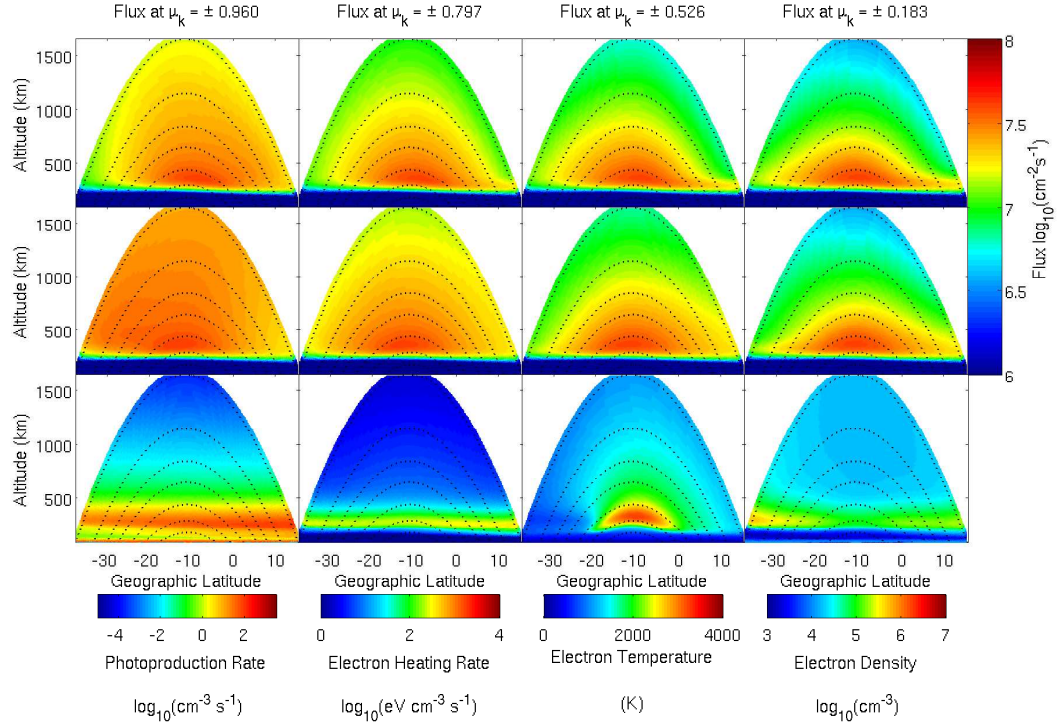 Flux at μk = ± 0.960 Flux at μk = ± 0.797 Flux at μk = ± 0.526 Flux at μk = ± 0.183
1500
1000
500
Altitude (km)
1500
1000
500
Altitude (km)
1500
1000
500
Altitude (km)
8
7.5
7
6.5
6
Flux log10(cm-2s-1)
-30 -20 -10 0 10 -30 -20 -10 0 10 -30 -20 -10 0 10 -30 -20 -10 0 10
Geographic Latitude Geographic Latitude Geographic Latitude Geographic Latitude
-4 -2 0 2 0 2 4 0 2000 4000 3 4 5 6 7
Photoproduction Rate Electron Heating Rate Electron Temperature Electron Density
log10(cm-3 s-1) log10(eV cm-3 s-1) (K) log10(cm-3)